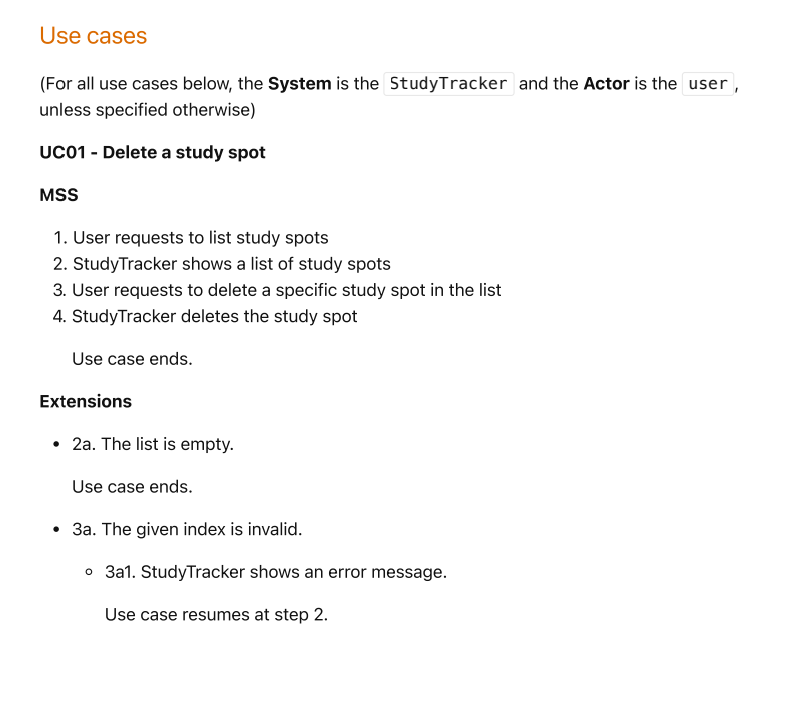 Use cases
(For all use cases below, the System is the StudyTracker and the Actor is the user,
unless specified otherwise)
UC01 - Delete a study spot
MSS
1. User requests to list study spots
2. StudyTracker shows a list of study spots
3. User requests to delete a specific study spot in the list
4. StudyTracker deletes the study spot
Use case ends.
Extensions
• 2a. The list is empty.
Use case ends.
• 3a. The given index is invalid.
◦ 3a1. StudyTracker shows an error message.
Use case resumes at step 2.